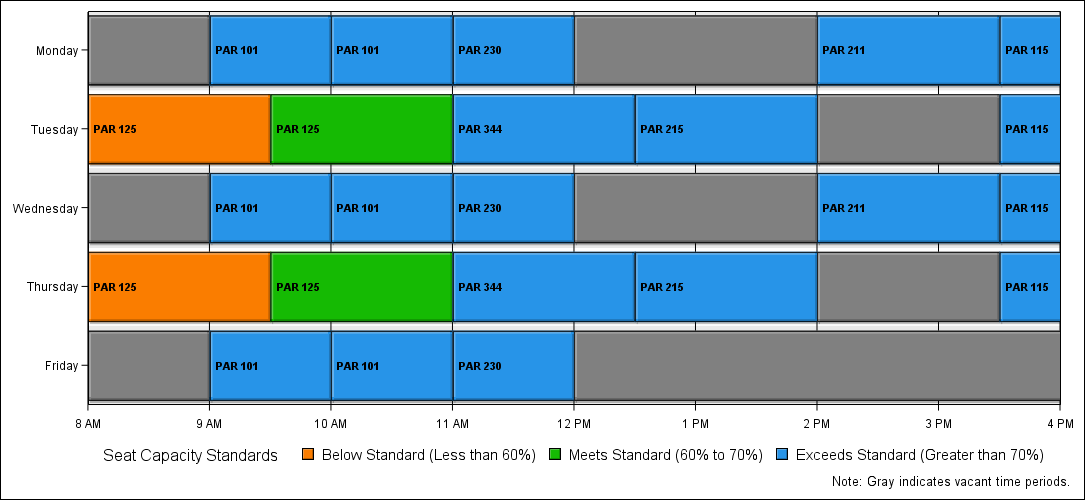 Monday PAR 101 PAR 101 PAR 230 PAR 211 PAR 115
Tuesday PAR 125 PAR 125 PAR 344 PAR 215 PAR 115
Wednesday PAR 101 PAR 101 PAR 230 PAR 211 PAR 115
Thursday PAR 125 PAR 125 PAR 344 PAR 215 PAR 115
Friday PAR 101 PAR 101 PAR 230
8 AM 9 AM 10 AM 11 AM 12 PM 1 PM 2 PM 3 PM 4 PM
Seat Capacity Standards Below Standard (Less than 60%) Meets Standard (60% to 70%) Exceeds Standard (Greater than 70%)
Note: Gray indicates vacant time periods.